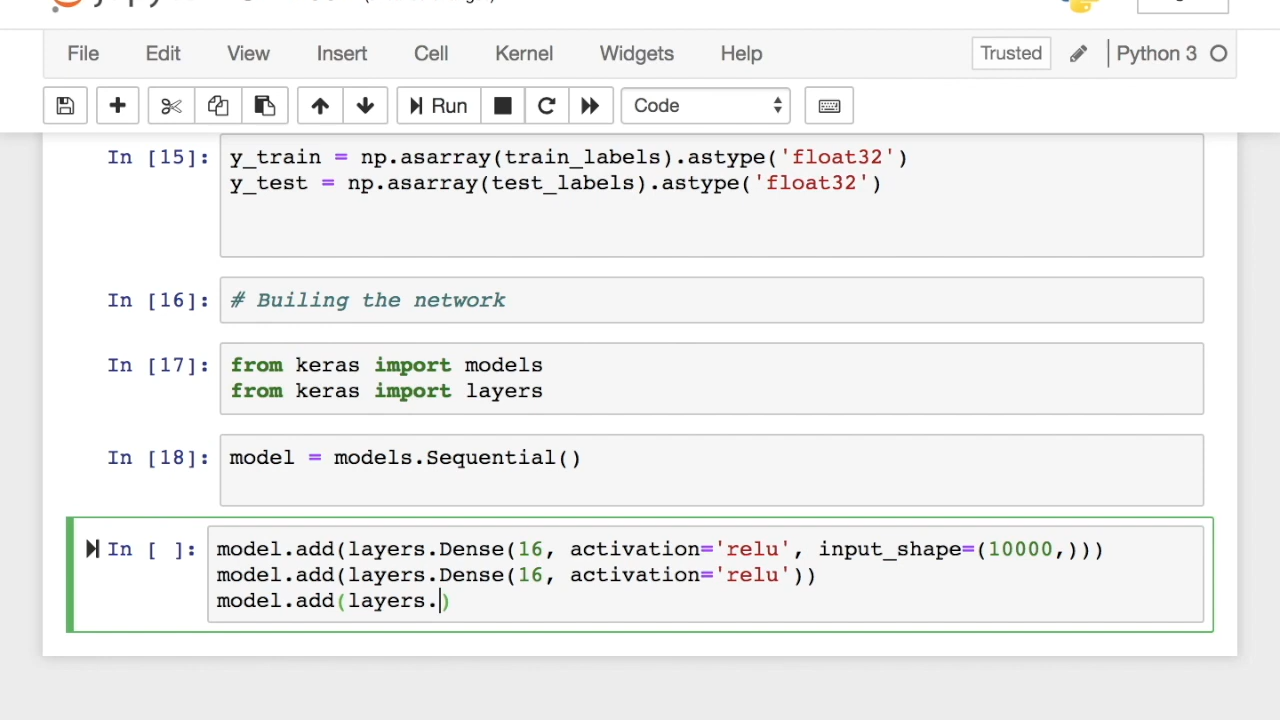 File Edit View Insert Cell Kernel Widgets Help Trusted Python 3
Run Code
In [15]: y_train = np.asarray(train_labels).astype('float32')
y_test = np.asarray(test_labels).astype('float32')
In [16]: # Builing the network
In [17]: from keras import models
from keras import layers
In [18]: model = models.Sequential()
In [ ]: model.add(layers.Dense(16, activation='relu', input_shape=(10000,)))
model.add(layers.Dense(16, activation='relu'))
model.add(layers.)